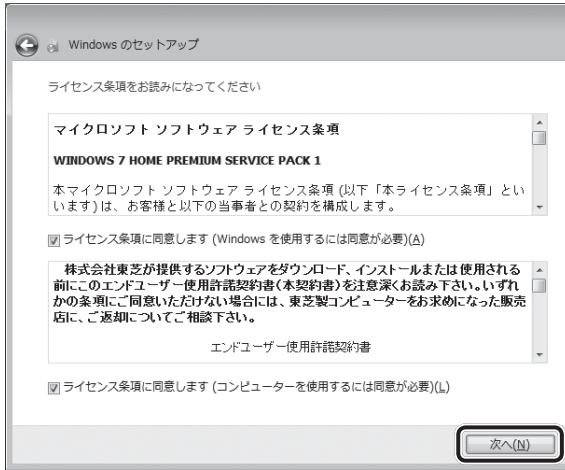 Windows のセットアップ
ライセンス条項をお読みになってください
マイクロソフト ソフトウェア ライセンス条項
WINDOWS 7 HOME PREMIUM SERVICE PACK 1
本マイクロソフト ソフトウェア ライセンス条項 (以下「本ライセンス条項」とい
います) は、お客様と以下の当事者との契約を構成します。
ライセンス条項に同意します (Windows を使用するには同意が必要)(A)
株式会社東芝が提供するソフトウェアをダウンロード、インストールまたは使用される
前にこのエンドユーザー使用許諾契約書(本契約書)を注意深くお読み下さい。いずれ
かの条項にご同意いただけない場合には、東芝製コンピューターをお求めになった販売
店に、ご返却についてご相談下さい。
エンドユーザー使用許諾契約書
ライセンス条項に同意します (コンピューターを使用するには同意が必要)(L)
次へ(N)